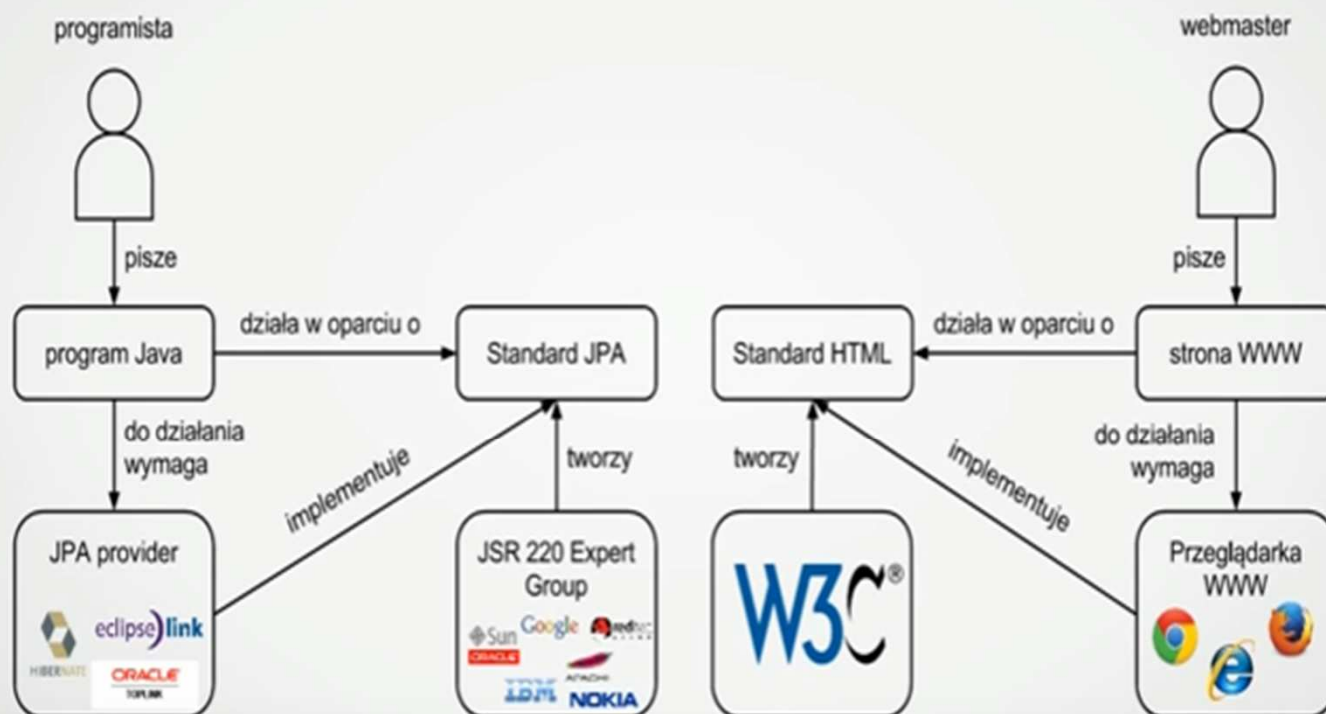 programista
webmaster
pisze
pisze
program Java
działa w oparciu o
Standard JPA
Standard HTML
działa w oparciu o
strona WWW
do działania
wymaga
implementuje
tworzy
tworzy
implementuje
do działania
wymaga
JPA provider
HIBERNATE
eclipse)link
ORACLE
TOPLINK
JSR 220 Expert
Group
Sun
ORACLE
Google
redhat
APACHE
IBM
NOKIA
W3C®
Przeglądarka
WWW